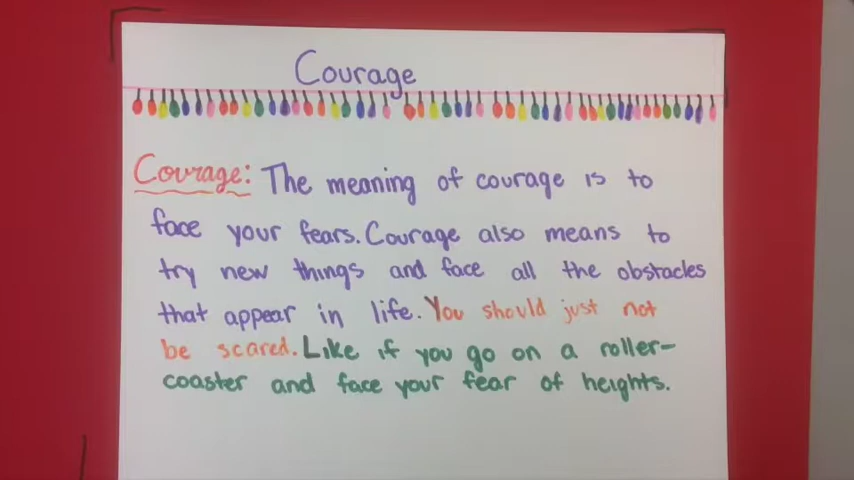 Courage
Courage: The meaning of courage is to
face your fears. Courage also means to
try new things and face all the obstacles
that appear in life. You should just not
be scared. Like if you go on a roller-
coaster and face your fear of heights.